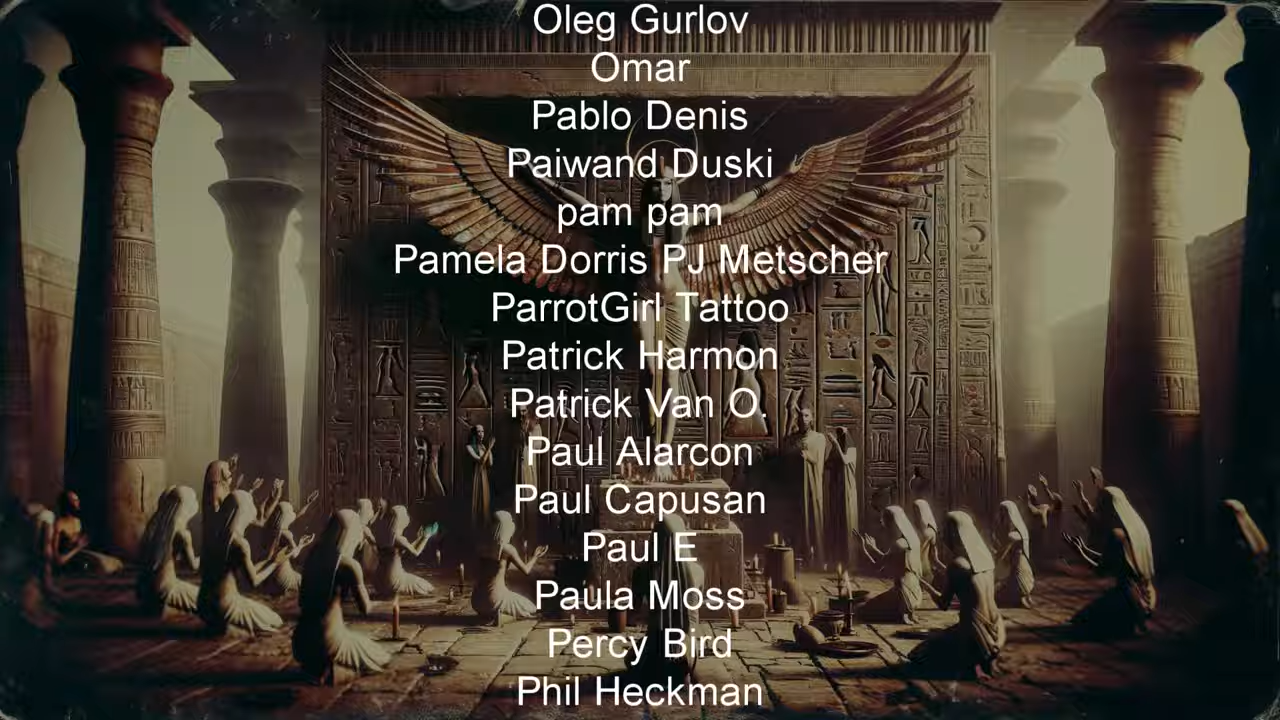 Oleg Gurlov
Omar
Pablo Denis
Paiwand Duski
pam pam
Pamela Dorris PJ Metscher
ParrotGirl Tattoo
Patrick Harmon
Patrick Van O.
Paul Alarcon
Paul Capusan
Paul E
Paula Moss
Percy Bird
Phil Heckman